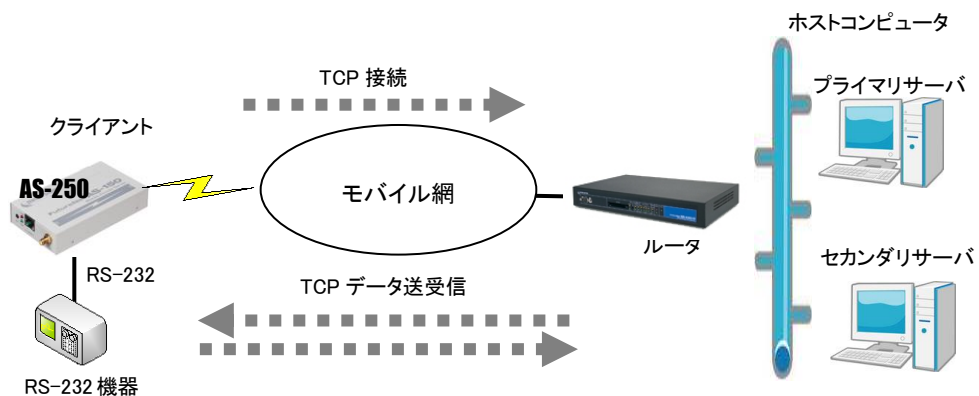 ホストコンピュータ
TCP 接続
プライマリサーバ
クライアント
AS-250
モバイル網
ルータ
RS-232
TCP データ送受信
セカンダリサーバ
RS-232 機器